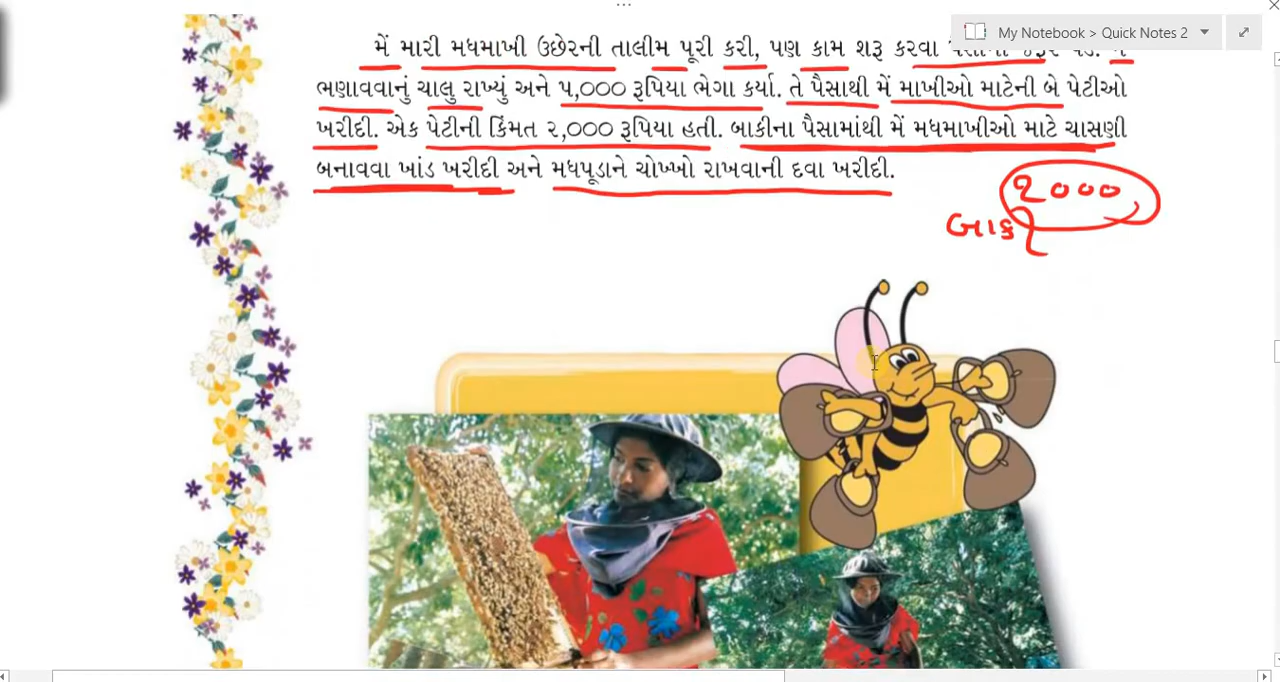 My Notebook > Quick Notes 2
મેં મારી મધમાખી ઉછેરની તાલીમ પૂરી કરી, પણ કામ શરૂ કરવા
ભણાવવાનું ચાલુ રાખ્યું અને ૫,૦૦૦ રૂપિયા ભેગા કર્યા. તે પૈસાથી મેં માખીઓ માટેની બે પેટીઓ
ખરીદી. એક પેટીની કિંમત ૨,૦૦૦ રૂપિયા હતી. બાકીના પૈસામાંથી મેં મધમાખીઓ માટે ચાસણી
બનાવવા ખાંડ ખરીદી અને મધપૂડાને ચોખ્ખો રાખવાની દવા ખરીદી.
૨૦૦૦
બાકી